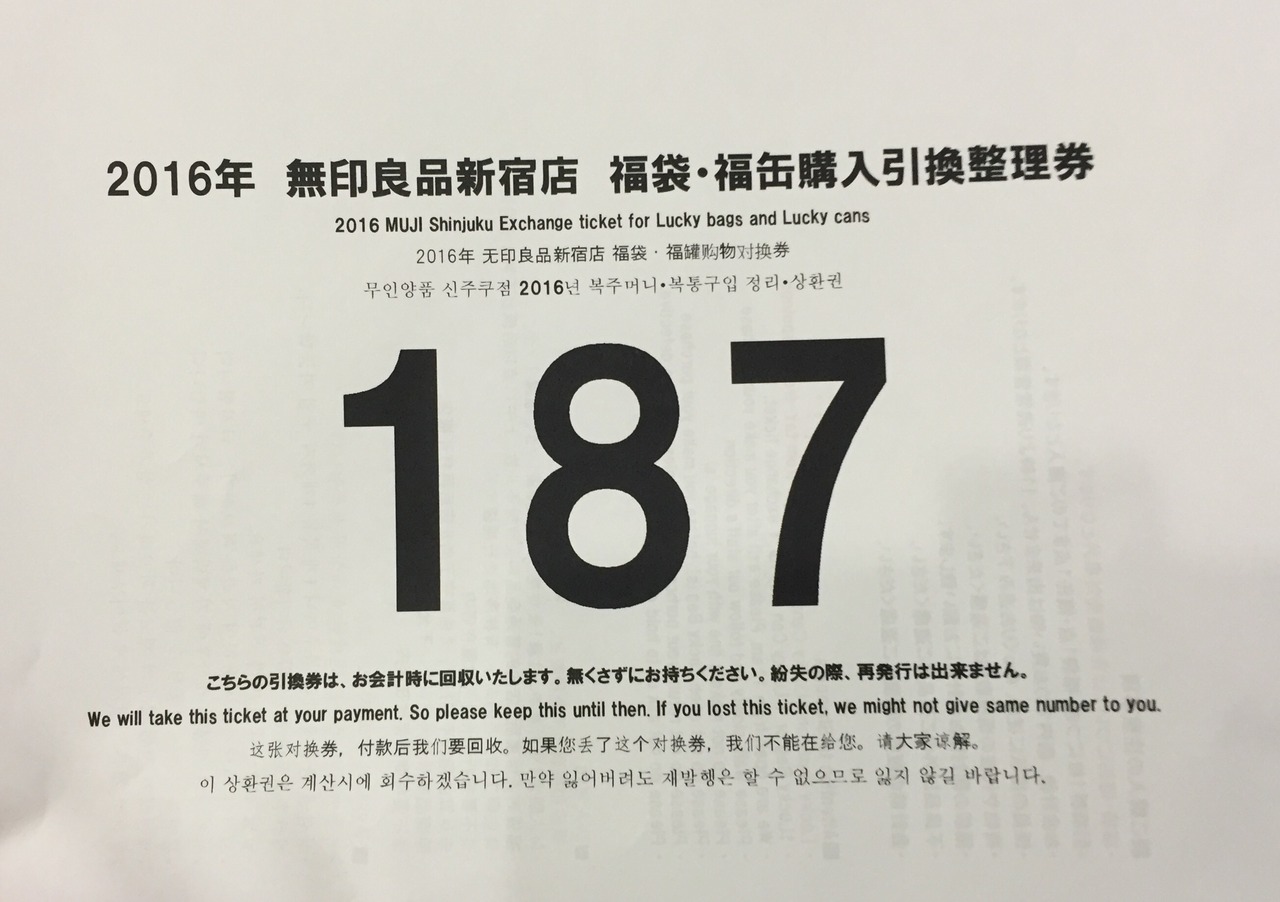 2016年 無印良品新宿店 福袋・福缶購入引換整理券
2016 MUJI Shinjuku Exchange ticket for Lucky bags and Lucky cans
2016年 无印良品新宿店 福袋・福罐购物对换券
무인양품 신주쿠점 2016년 복주머니・복통구입 정리・상환권
187
こちらの引換券は、お会計時に回収いたします。無くさずにお持ちください。紛失の際、再発行は出来ません。
We will take this ticket at your payment. So please keep this until then. If you lost this ticket, we might not give same number to you.
这张对换券，付款后我们要回收。如果您丢了这个对换券，我们不能在给您。请大家谅解。
이 상환권은 계산시에 회수하겠습니다. 만약 잃어버려도 재발행은 할 수 없으므로 잃지 않길 바랍니다.